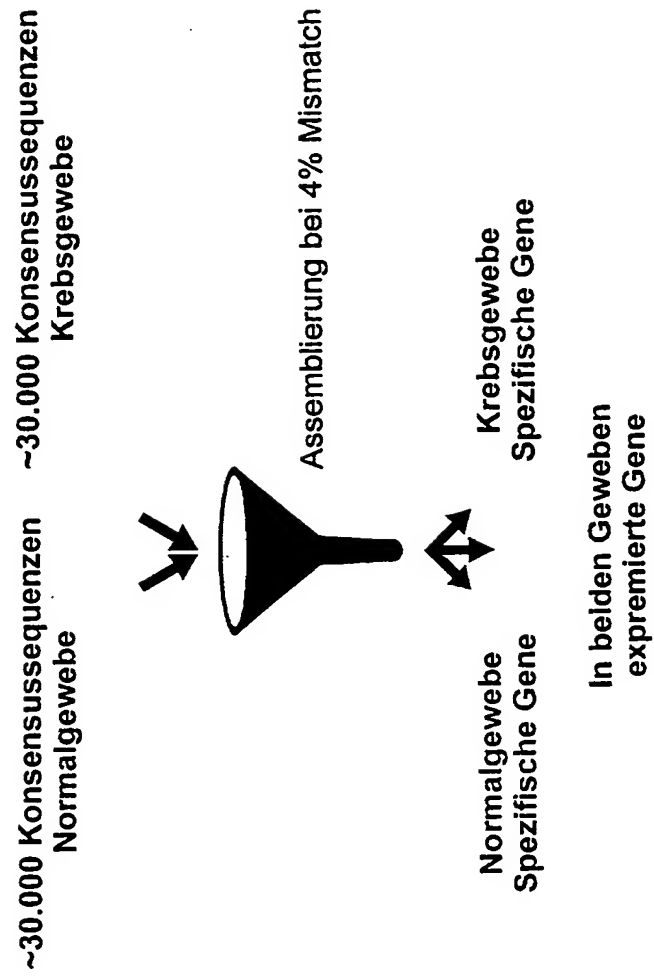 ~30.000 Konsensussequenzen
Normalgewebe
~30.000 Konsensussequenzen
Krebsgewebe
Assemblierung bei 4% Mismatch
Normalgewebe
Spezifische Gene
Krebsgewebe
Spezifische Gene
In beiden Geweben
expremierte Gene